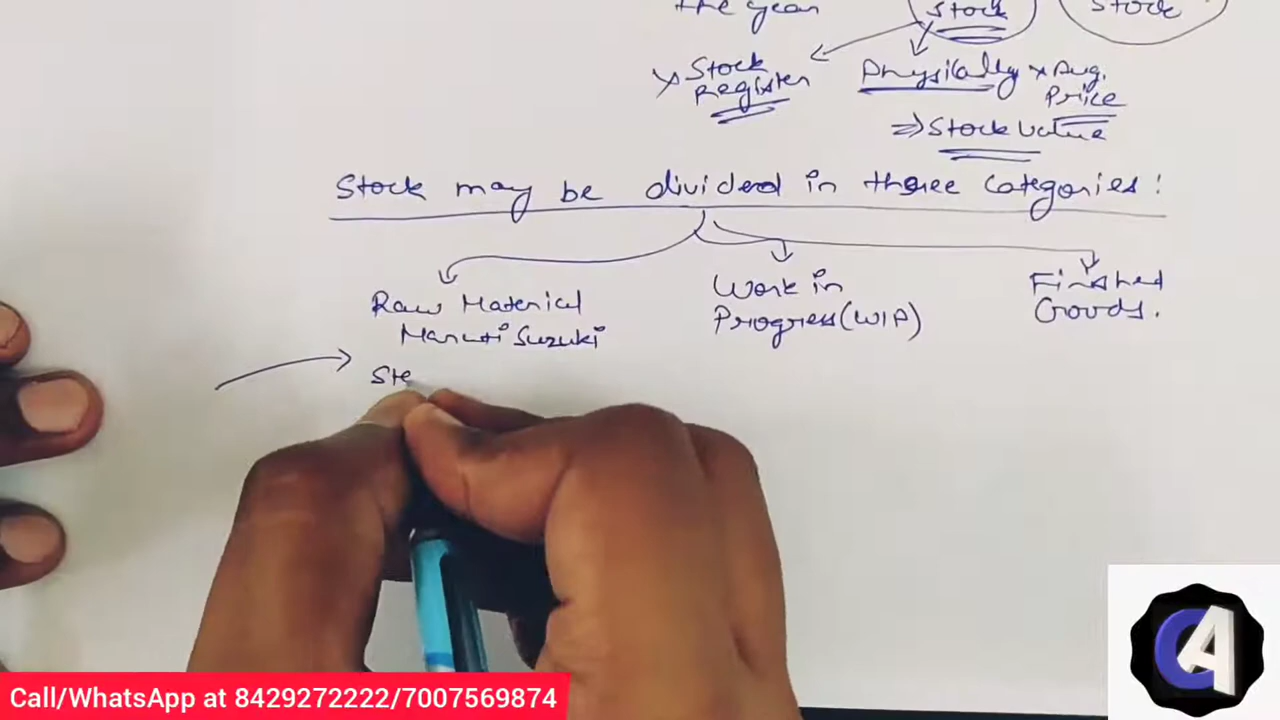 the year
Stock
Stock
Stock
Register
Physically × Avg.
Price
⇒ Stock value
Stock may be divided in three categories:
Raw Material
Maruti Suzuki
Work in
Progress(WIP)
Finished
Goods.
Ste
Call/WhatsApp at 8429272222/7007569874
CA